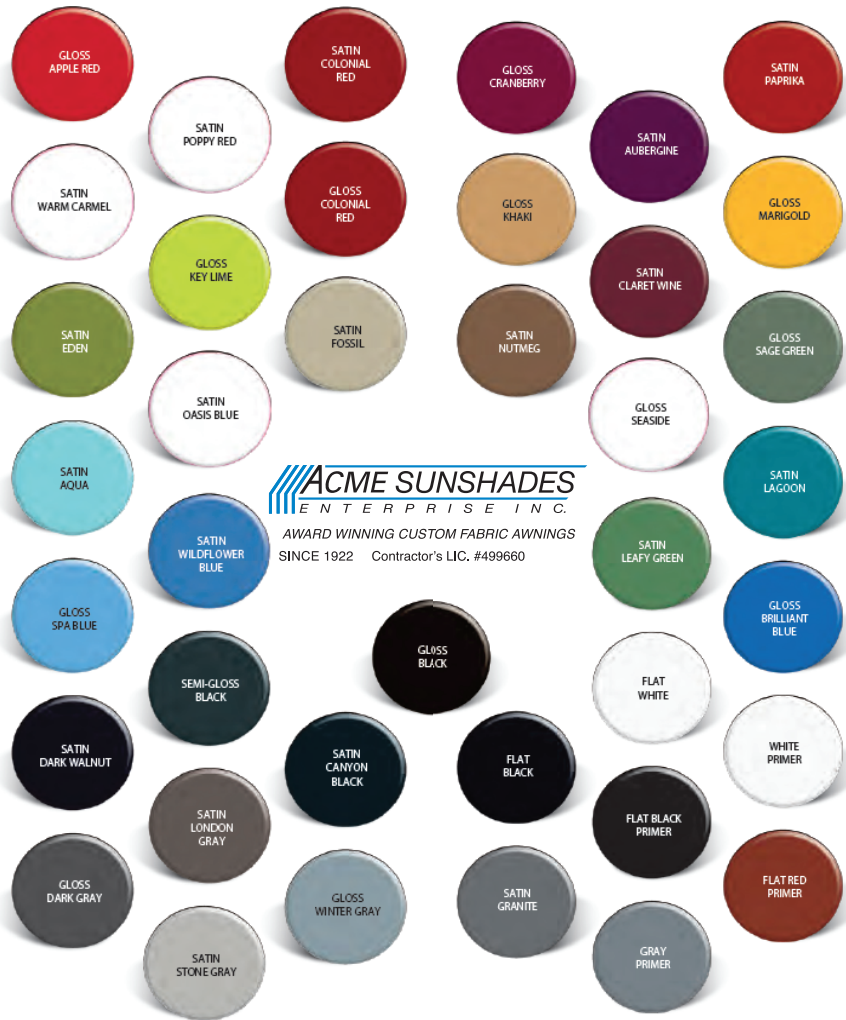 GLOSS
APPLE RED
SATIN
COLONIAL
RED
GLOSS
CRANBERRY
SATIN
PAPRIKA
SATIN
POPPY RED
SATIN
AUBERGINE
SATIN
WARM CARMEL
GLOSS
COLONIAL
RED
GLOSS
KHAKI
GLOSS
MARIGOLD
GLOSS
KEY LIME
SATIN
CLARET WINE
SATIN
EDEN
SATIN
FOSSIL
SATIN
NUTMEG
GLOSS
SAGE GREEN
SATIN
OASIS BLUE
GLOSS
SEASIDE
SATIN
AQUA
SATIN
LAGOON
ACME SUNSHADES
ENTERPRISE INC.
AWARD WINNING CUSTOM FABRIC AWNINGS
SINCE 1922 Contractor's LIC. #499660
SATIN
WILDFLOWER
BLUE
SATIN
LEAFY GREEN
GLOSS
SPA BLUE
GLOSS
BRILLIANT
BLUE
GLOSS
BLACK
SEMI-GLOSS
BLACK
FLAT
WHITE
SATIN
DARK WALNUT
SATIN
CANYON
BLACK
FLAT
BLACK
WHITE
PRIMER
SATIN
LONDON
GRAY
FLAT BLACK
PRIMER
GLOSS
DARK GRAY
GLOSS
WINTER GRAY
SATIN
GRANITE
FLAT RED
PRIMER
SATIN
STONE GRAY
GRAY
PRIMER